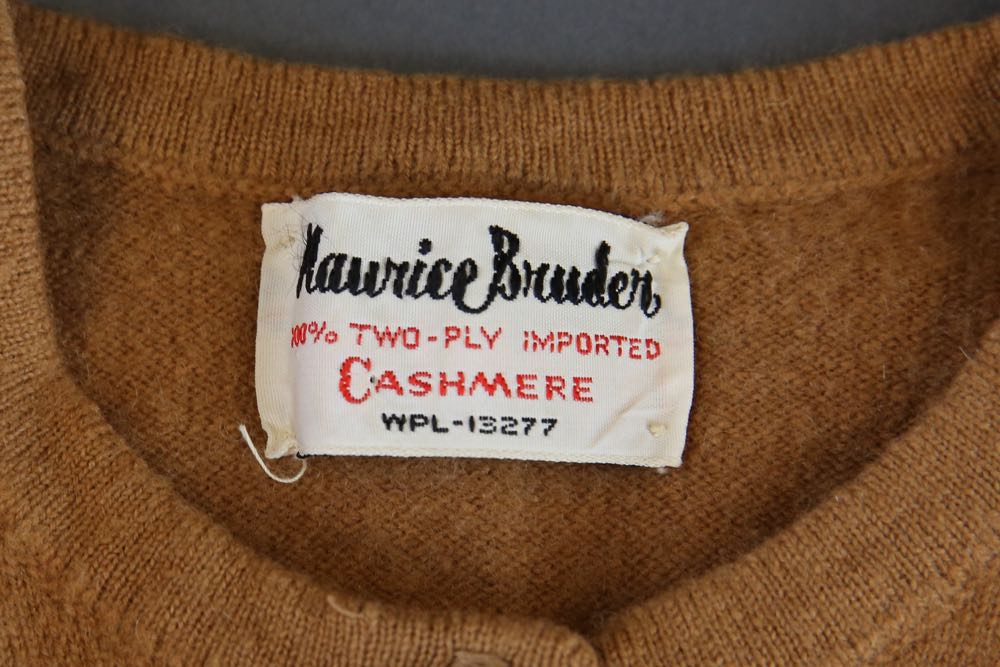 Maurice Bruder
100% TWO-PLY IMPORTED
CASHMERE
WPL-13277